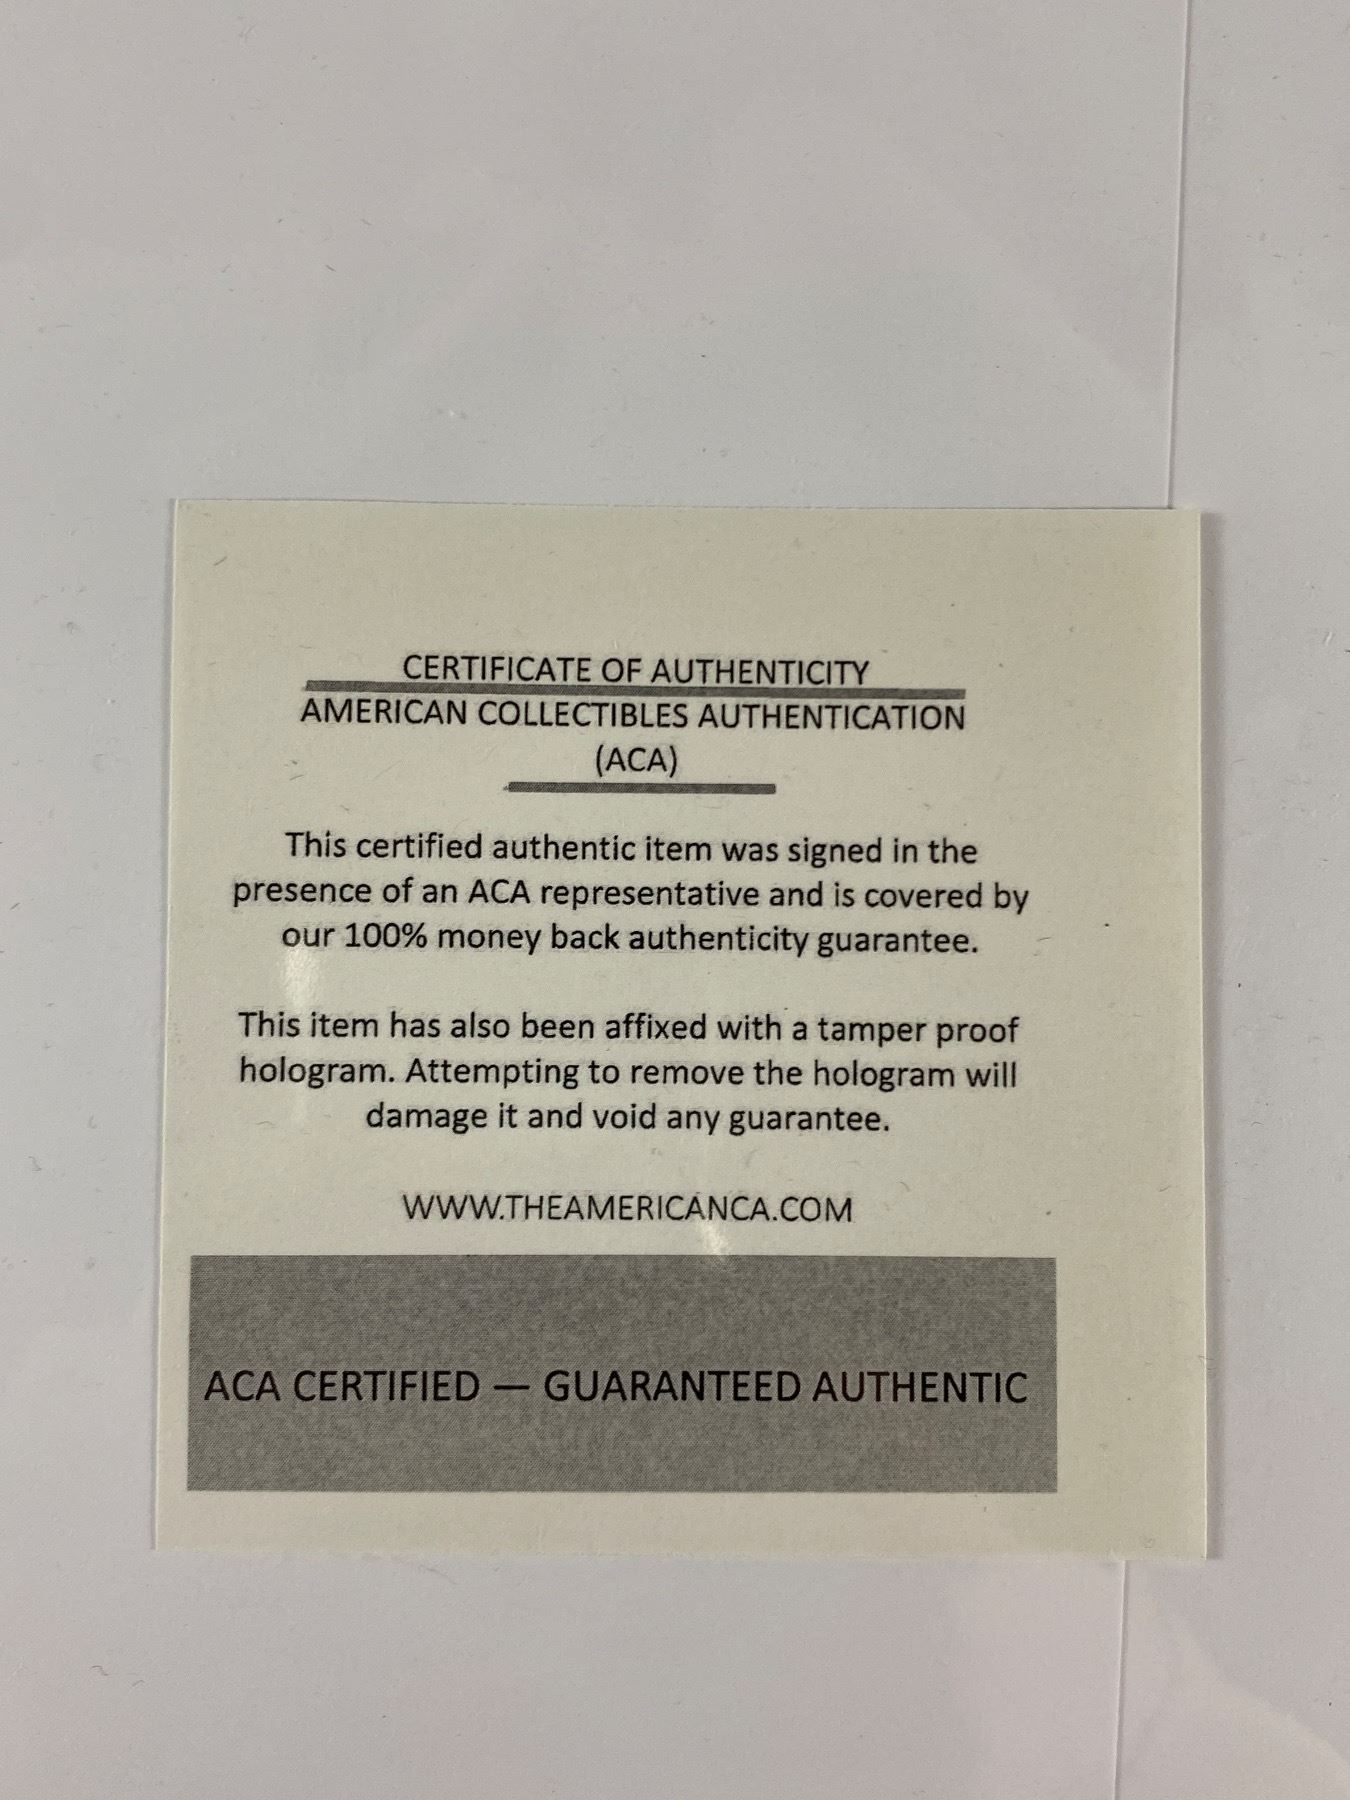 CERTIFICATE OF AUTHENTICITY
AMERICAN COLLECTIBLES AUTHENTICATION
(ACA)
This certified authentic item was signed in the
presence of an ACA representative and is covered by
our 100% money back authenticity guarantee.
This item has also been affixed with a tamper proof
hologram. Attempting to remove the hologram will
damage it and void any guarantee.
WWW.THEAMERICANCA.COM
ACA CERTIFIED — GUARANTEED AUTHENTIC